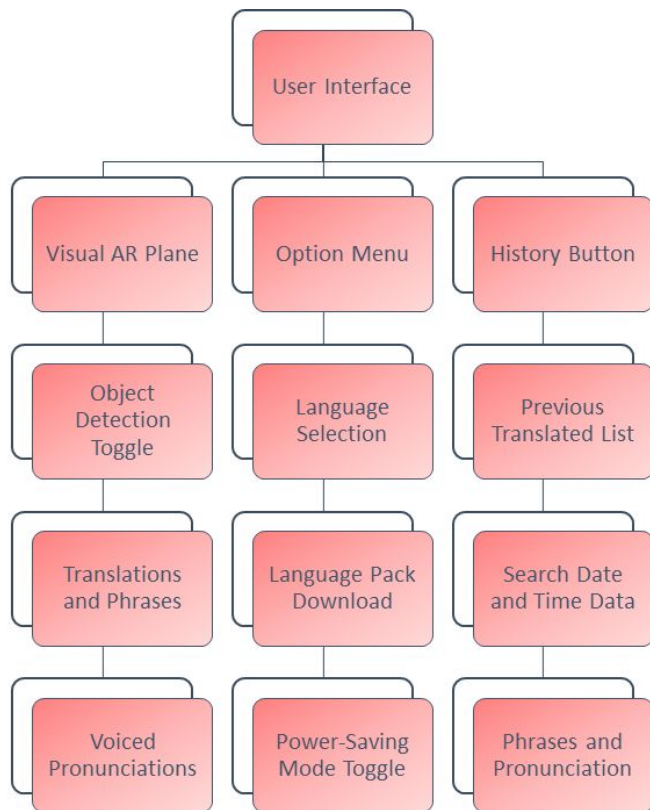 User Interface
Visual AR Plane
Option Menu
History Button
Object
Detection
Toggle
Language
Selection
Previous
Translated List
Translations
and Phrases
Language Pack
Download
Search Date
and Time Data
Voiced
Pronunciations
Power-Saving
Mode Toggle
Phrases and
Pronunciation